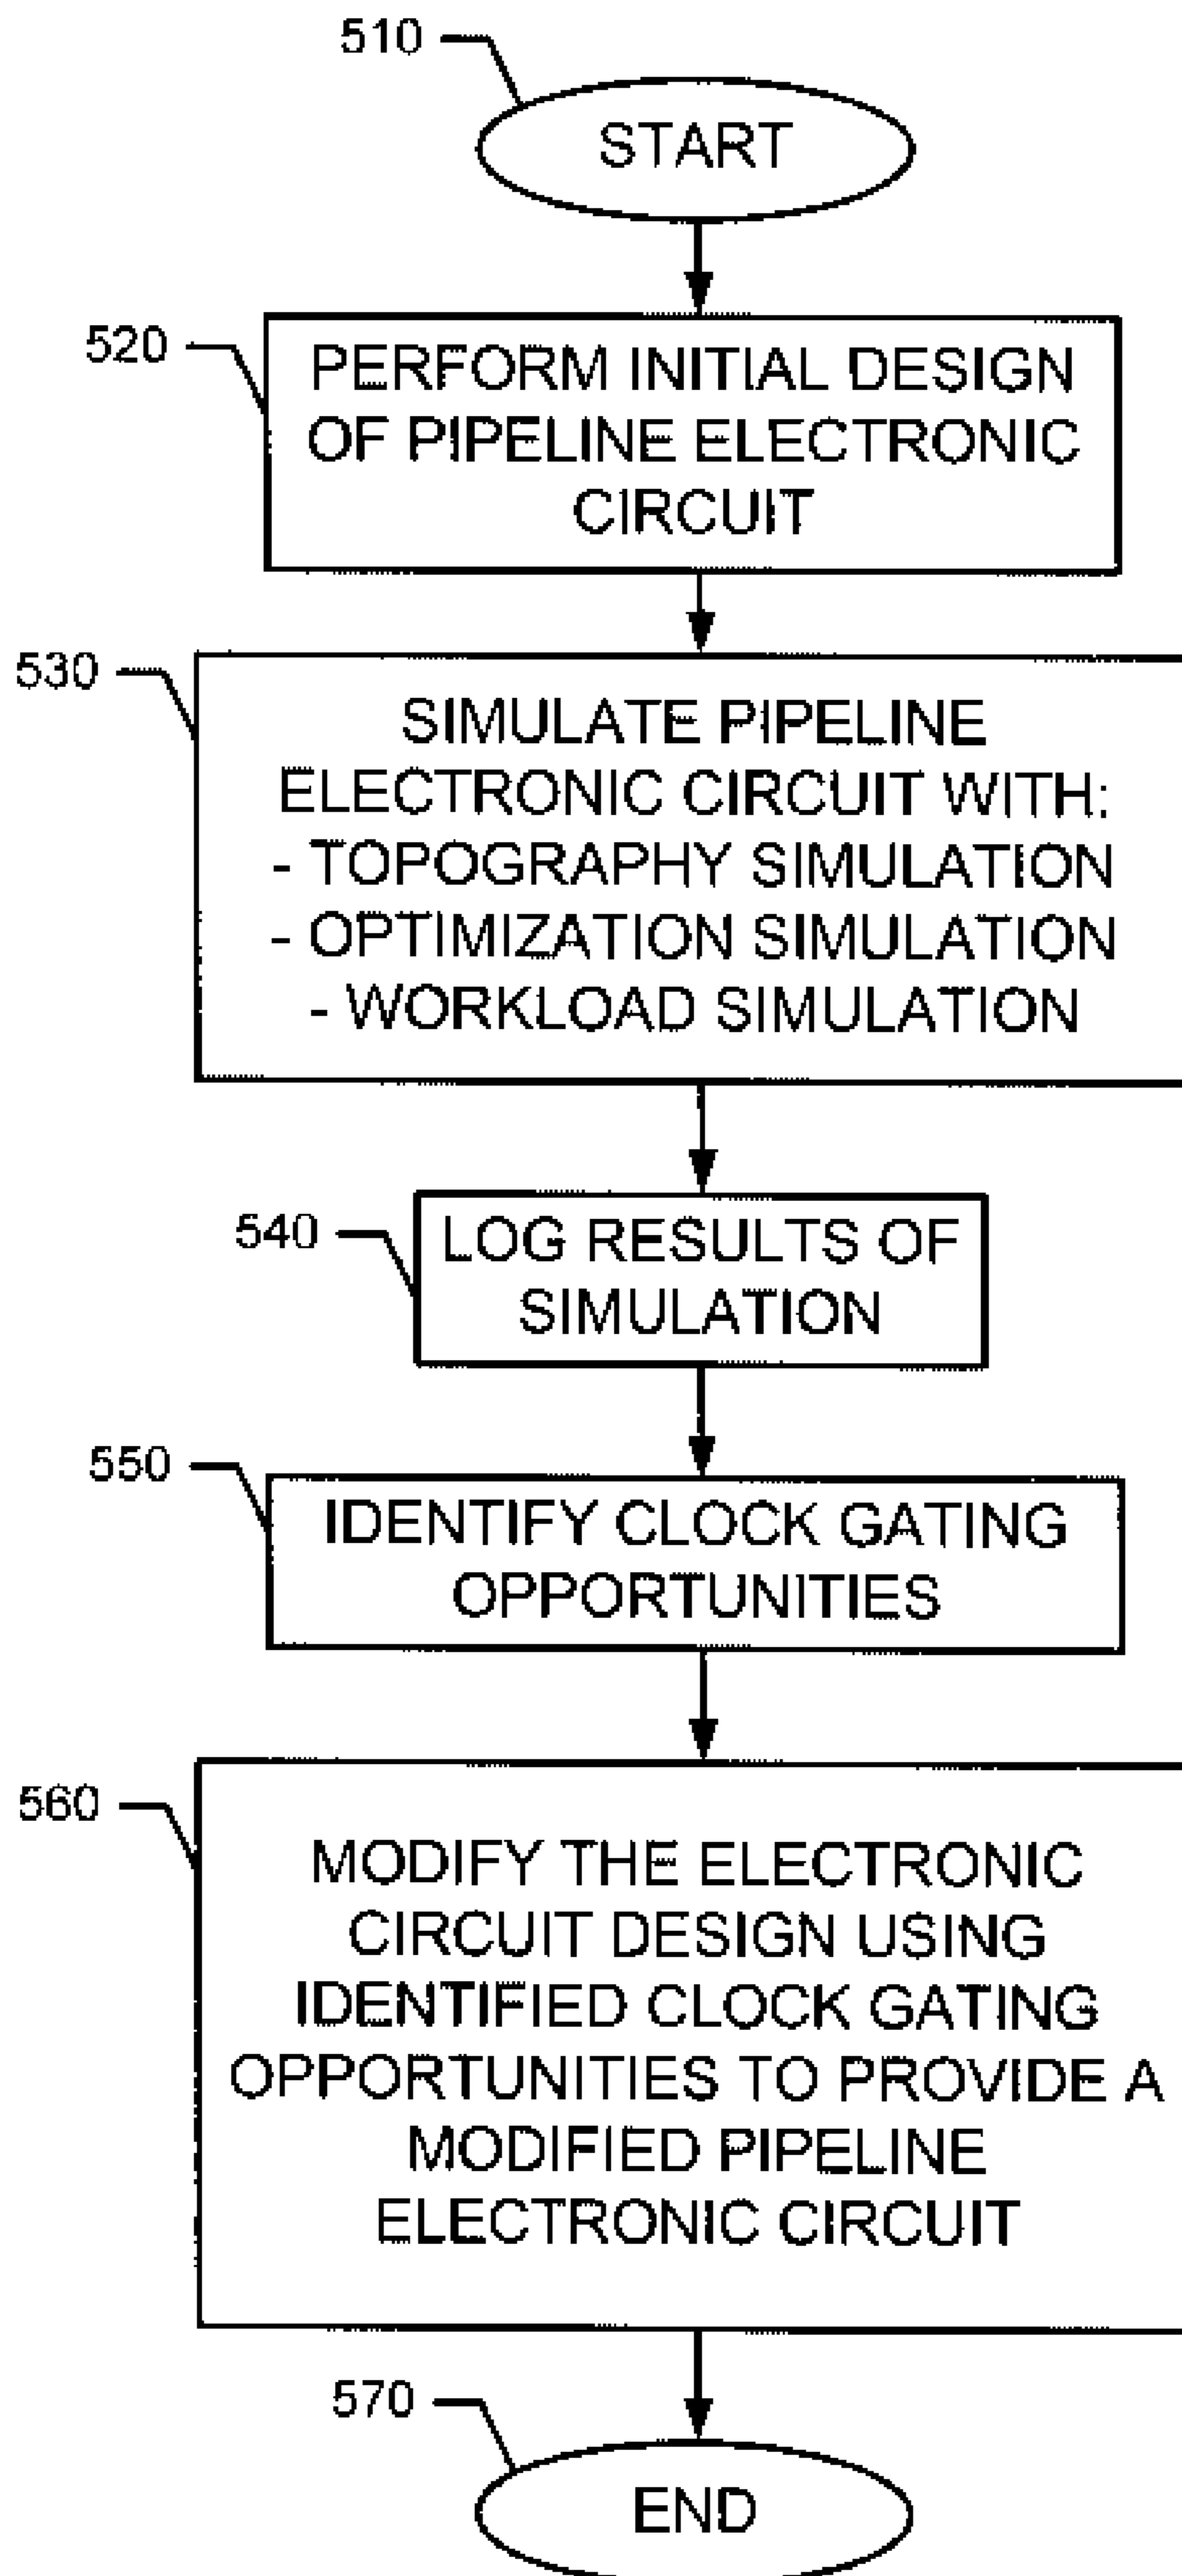 510
START
520
PERFORM INITIAL DESIGN
OF PIPELINE ELECTRONIC
CIRCUIT
530
SIMULATE PIPELINE
ELECTRONIC CIRCUIT WITH:
- TOPOGRAPHY SIMULATION
- OPTIMIZATION SIMULATION
- WORKLOAD SIMULATION
540
LOG RESULTS OF
SIMULATION
550
IDENTIFY CLOCK GATING
OPPORTUNITIES
560
MODIFY THE ELECTRONIC
CIRCUIT DESIGN USING
IDENTIFIED CLOCK GATING
OPPORTUNITIES TO PROVIDE A
MODIFIED PIPELINE
ELECTRONIC CIRCUIT
570
END